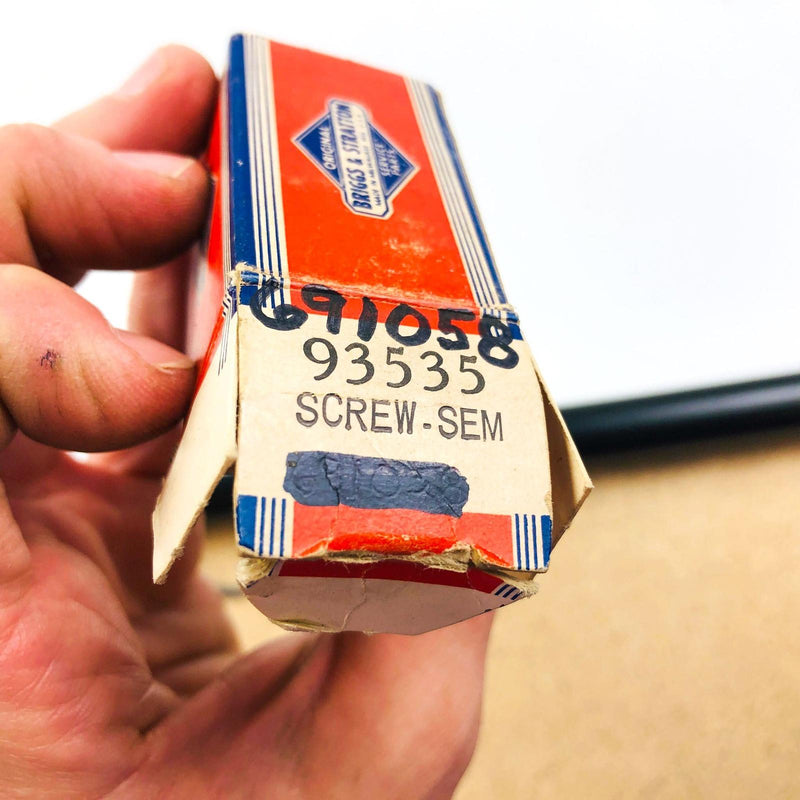 ORIGINAL
BRIGGS & STRATTON
SERVICE
PARTS
691058
93535
SCREW-SEM